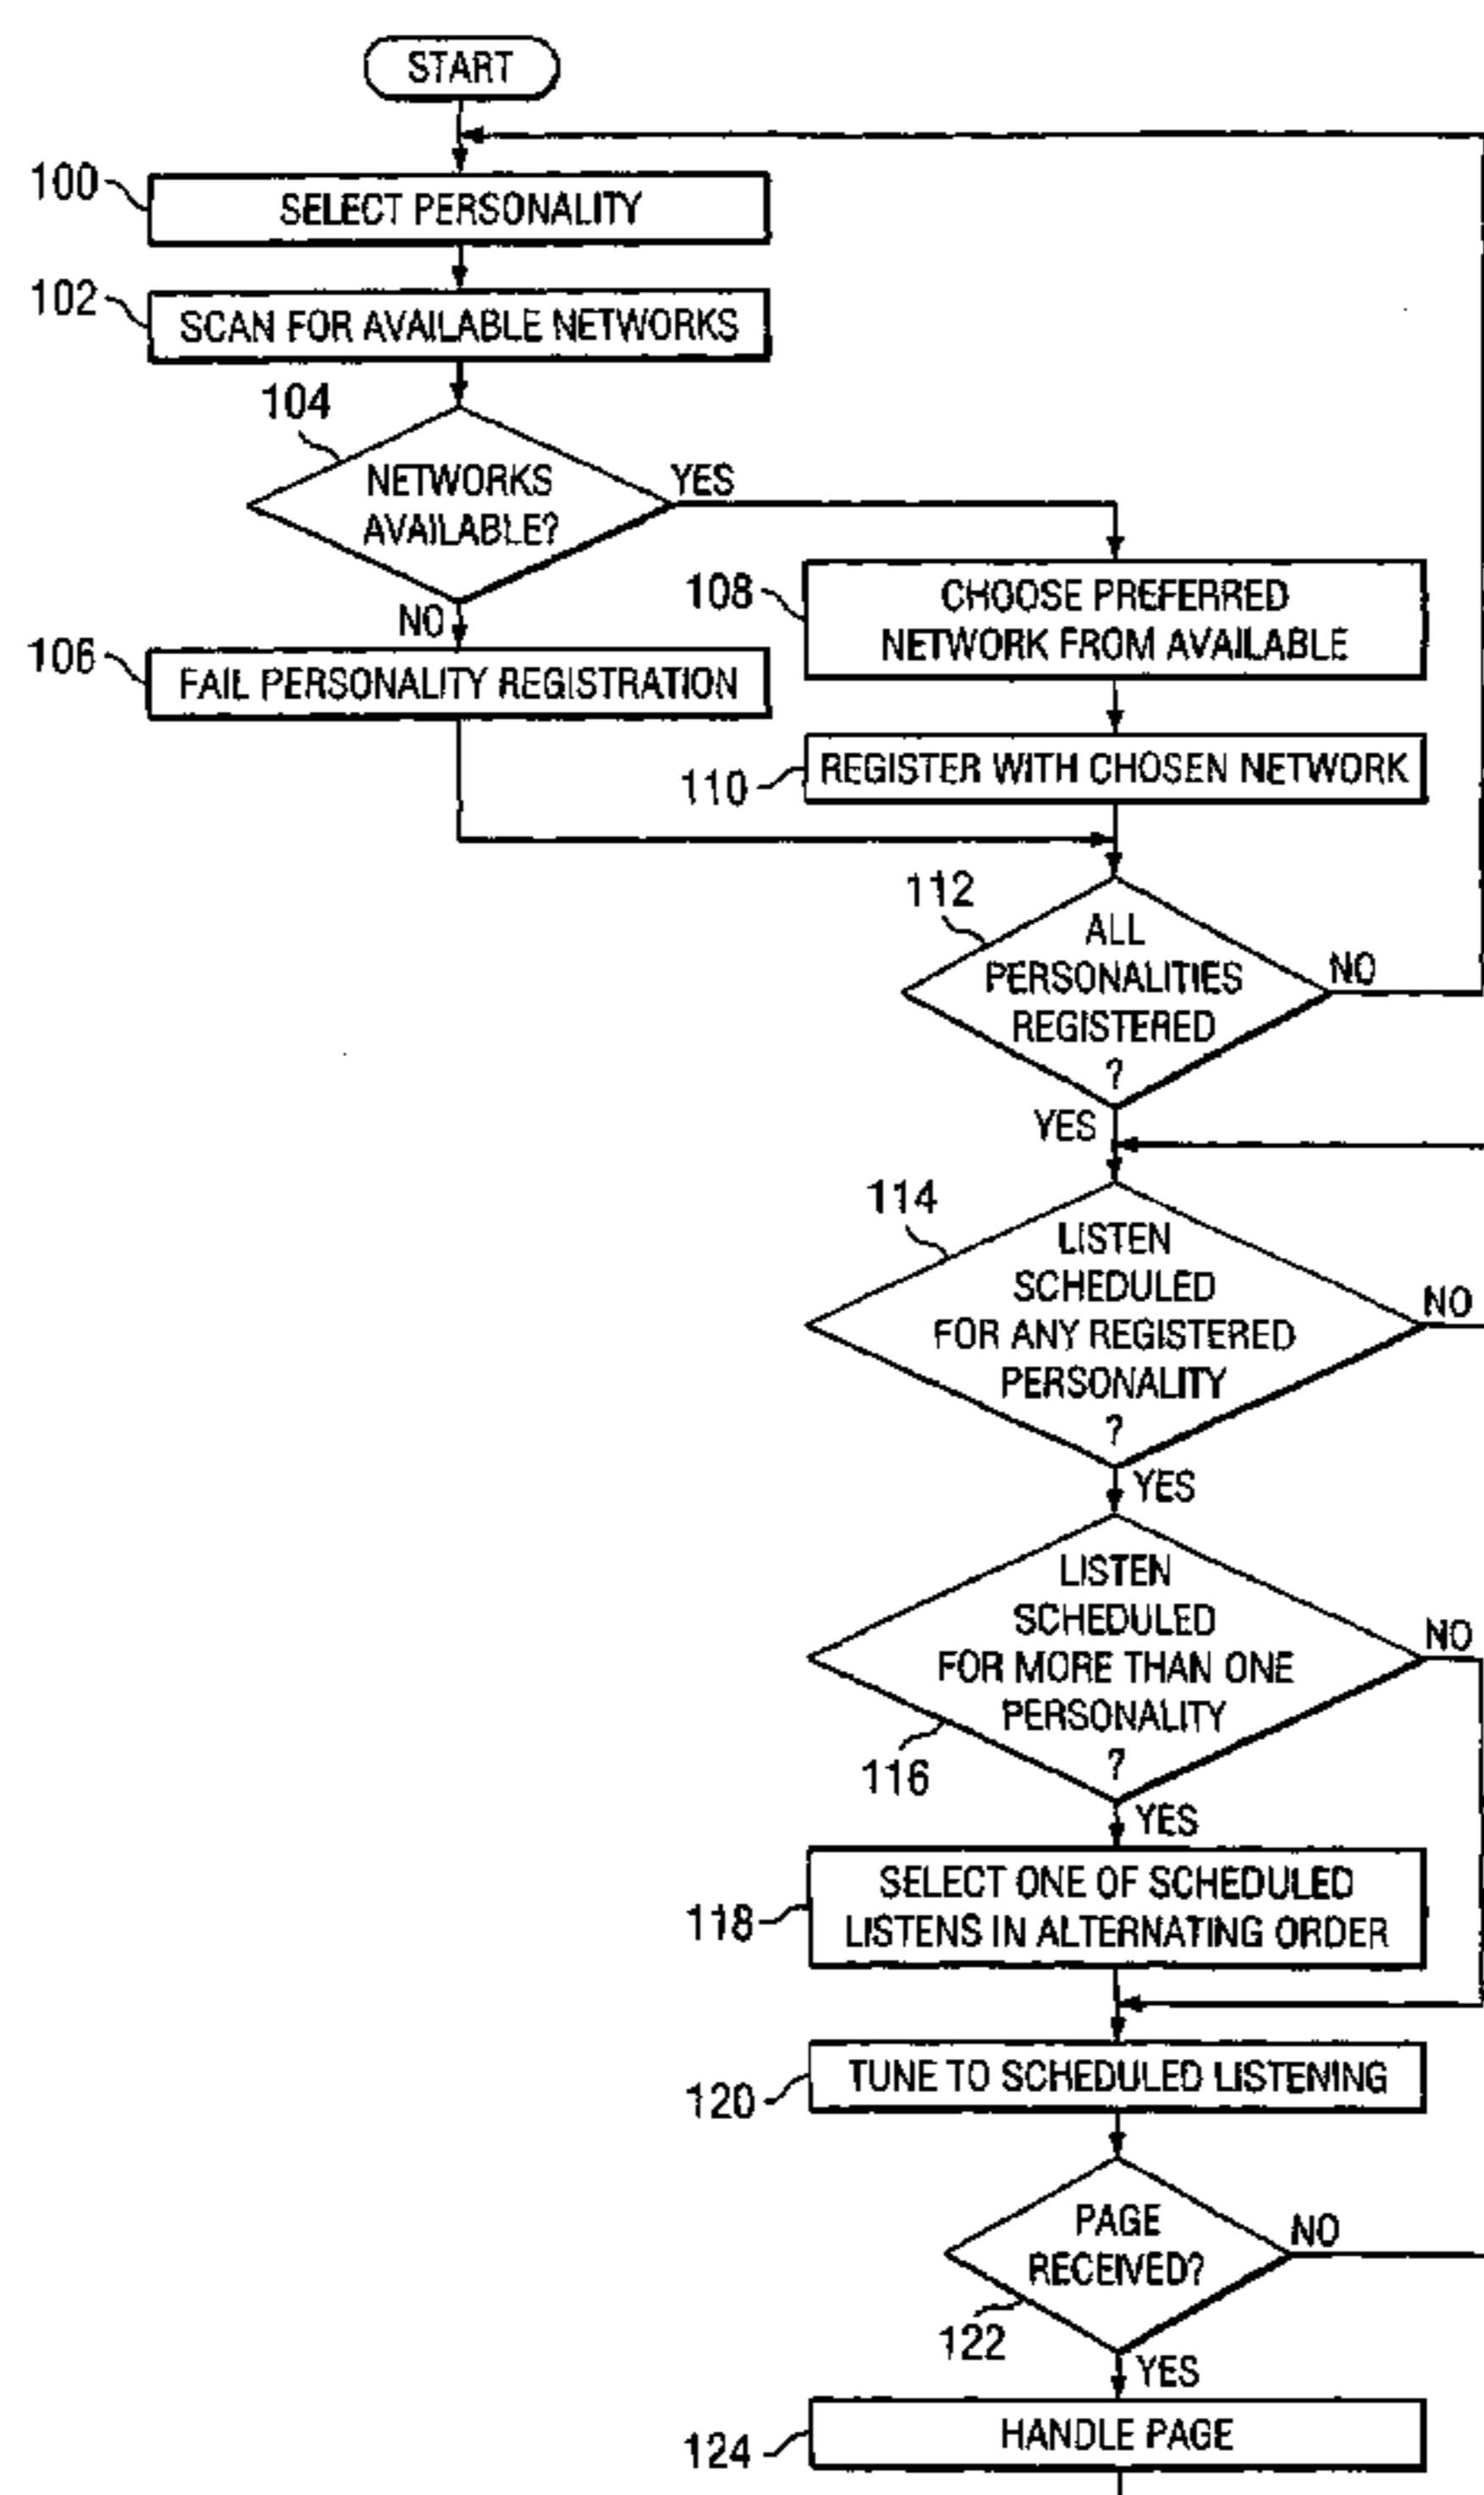 START
100
SELECT PERSONALITY
102
SCAN FOR AVAILABLE NETWORKS
104
NETWORKS
AVAILABLE?
YES
NO
106
FAIL PERSONALITY REGISTRATION
108
CHOOSE PREFERRED
NETWORK FROM AVAILABLE
110
REGISTER WITH CHOSEN NETWORK
112
ALL
PERSONALITIES
REGISTERED
?
NO
YES
114
LISTEN
SCHEDULED
FOR ANY REGISTERED
PERSONALITY
?
NO
YES
LISTEN
SCHEDULED
FOR MORE THAN ONE
PERSONALITY
?
NO
116
YES
118
SELECT ONE OF SCHEDULED
LISTENS IN ALTERNATING ORDER
120
TUNE TO SCHEDULED LISTENING
PAGE
RECEIVED?
NO
122
YES
124
HANDLE PAGE